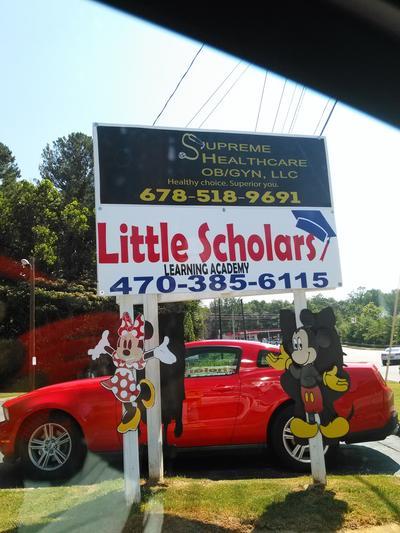 SUPREME
HEALTHCARE
OB/GYN, LLC
Healthy choice. Superior you.
678-518-9691
Little Scholars
LEARNING ACADEMY
470-385-6115